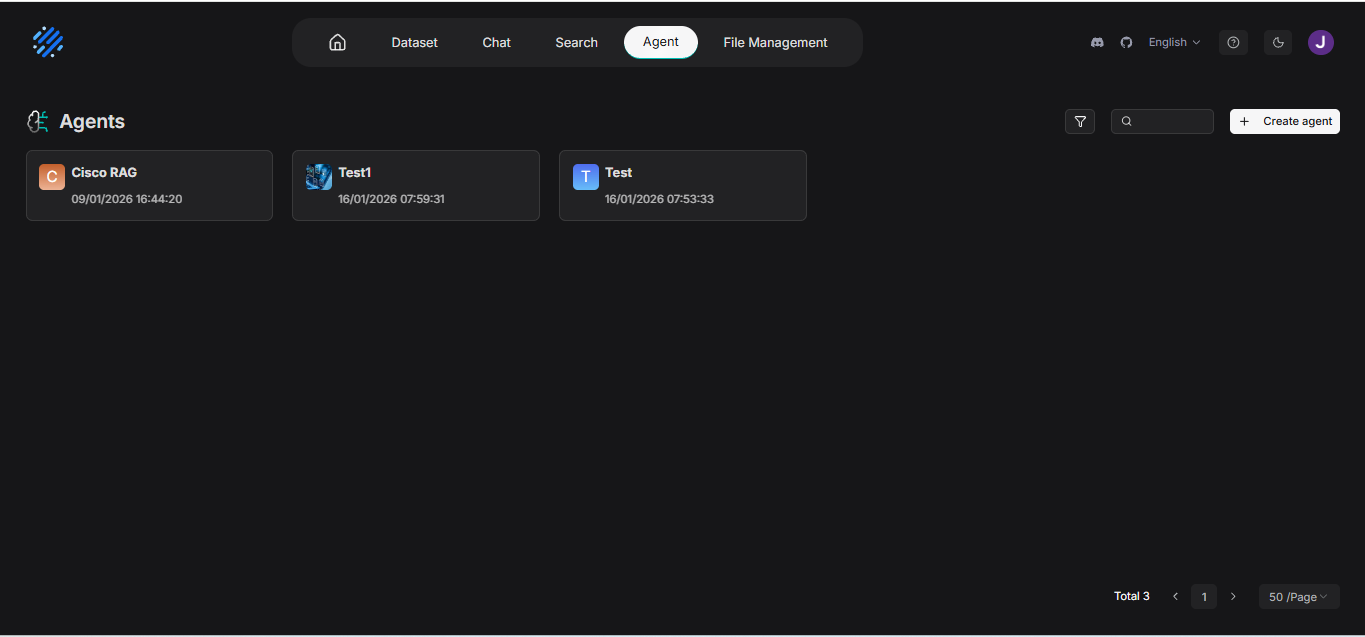 Dataset Chat Search Agent File Management English J
Agents
Create agent
C Cisco RAG
09/01/2026 16:44:20
Test1
16/01/2026 07:59:31
T Test
16/01/2026 07:53:33
Total 3 1 50 /Page